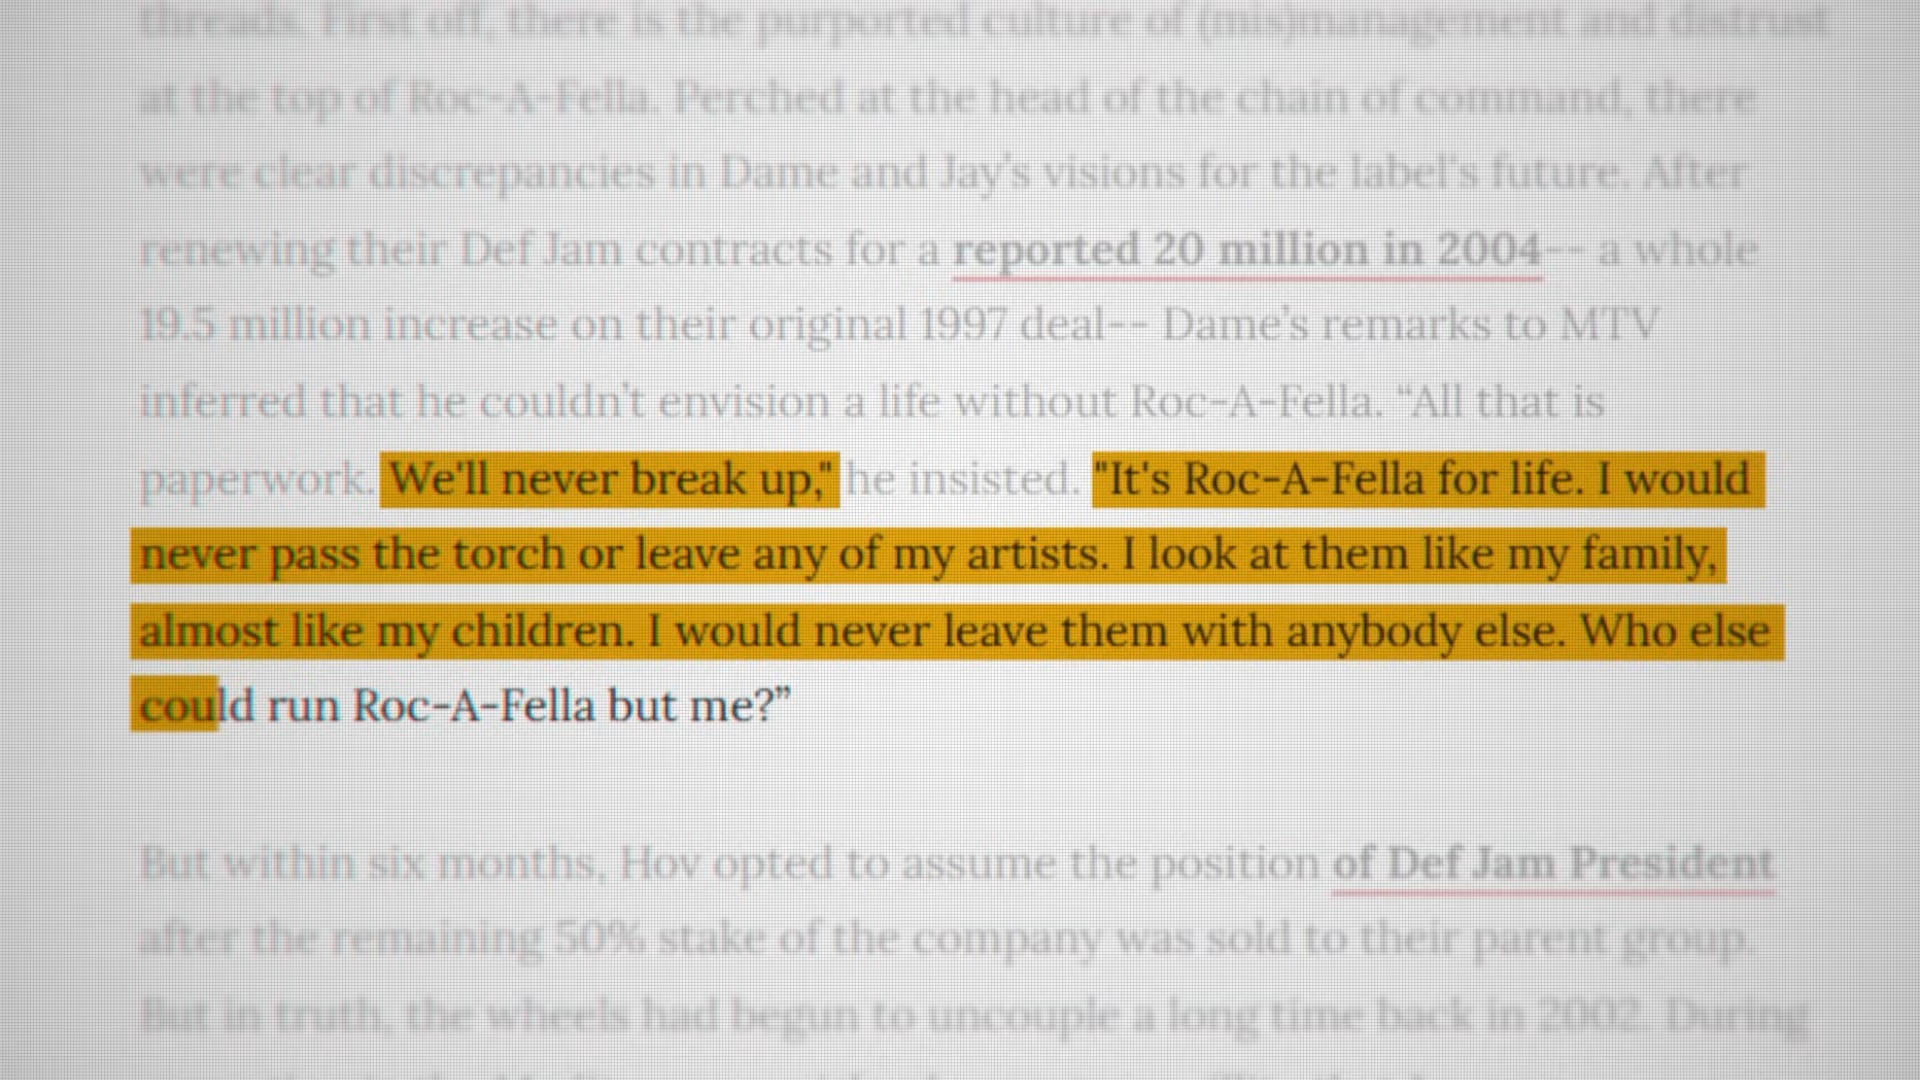 threads. First off, there is the purported culture of (mis)management and distrust
at the top of Roc-A-Fella. Perched at the head of the chain of command, there
were clear discrepancies in Dame and Jay’s visions for the label's future. After
renewing their Def Jam contracts for a reported 20 million in 2004-- a whole
19.5 million increase on their original 1997 deal-- Dame’s remarks to MTV
inferred that he couldn’t envision a life without Roc-A-Fella. “All that is
paperwork. We'll never break up," he insisted. "It's Roc-A-Fella for life. I would
never pass the torch or leave any of my artists. I look at them like my family,
almost like my children. I would never leave them with anybody else. Who else
could run Roc-A-Fella but me?”
But within six months, Hov opted to assume the position of Def Jam President
after the remaining 50% stake of the company was sold to their parent group.
But in truth, the wheels had begun to uncouple a long time back in 2002. During